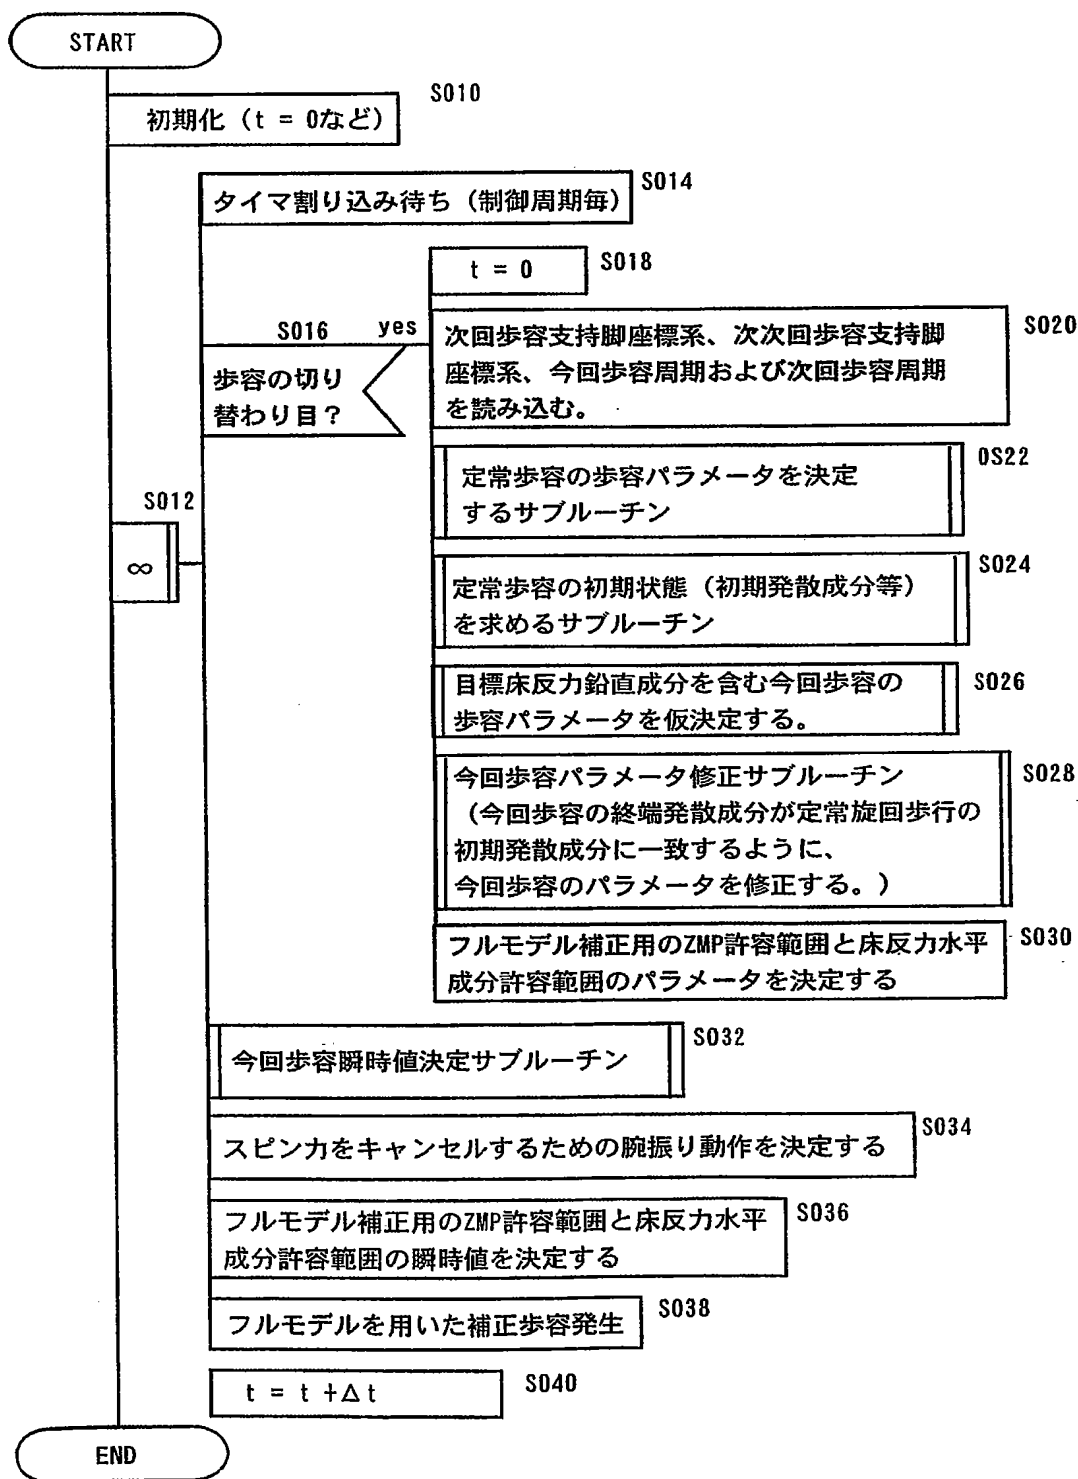 START
S010
初期化（t = 0など）
S014
タイマ割り込み待ち（制御周期毎）
t = 0
S018
S016 yes
歩容の切り
替わり目？
S020
次回歩容支持脚座標系、次次回歩容支持脚
座標系、今回歩容周期および次回歩容周期
を読み込む。
0S22
定常歩容の歩容パラメータを決定
するサブルーチン
S012
∞
S024
定常歩容の初期状態（初期発散成分等）
を求めるサブルーチン
S026
目標床反力鉛直成分を含む今回歩容の
歩容パラメータを仮決定する。
S028
今回歩容パラメータ修正サブルーチン
（今回歩容の終端発散成分が定常旋回歩行の
初期発散成分に一致するように、
今回歩容のパラメータを修正する。）
S030
フルモデル補正用のZMP許容範囲と床反力水平
成分許容範囲のパラメータを決定する
S032
今回歩容瞬時値決定サブルーチン
S034
スピン力をキャンセルするための腕振り動作を決定する
S036
フルモデル補正用のZMP許容範囲と床反力水平
成分許容範囲の瞬時値を決定する
S038
フルモデルを用いた補正歩容発生
t = t +Δt
S040
END